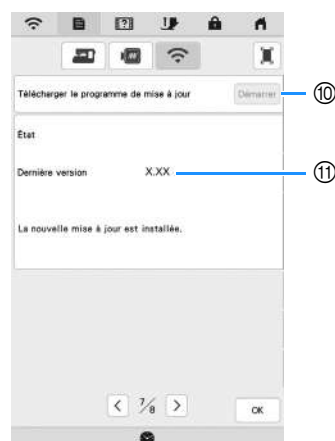 Télécharger le programme de mise à jour
Démarrer
⑩
État
Dernière version
X.XX
⑪
La nouvelle mise à jour est installée.
7/8
OK